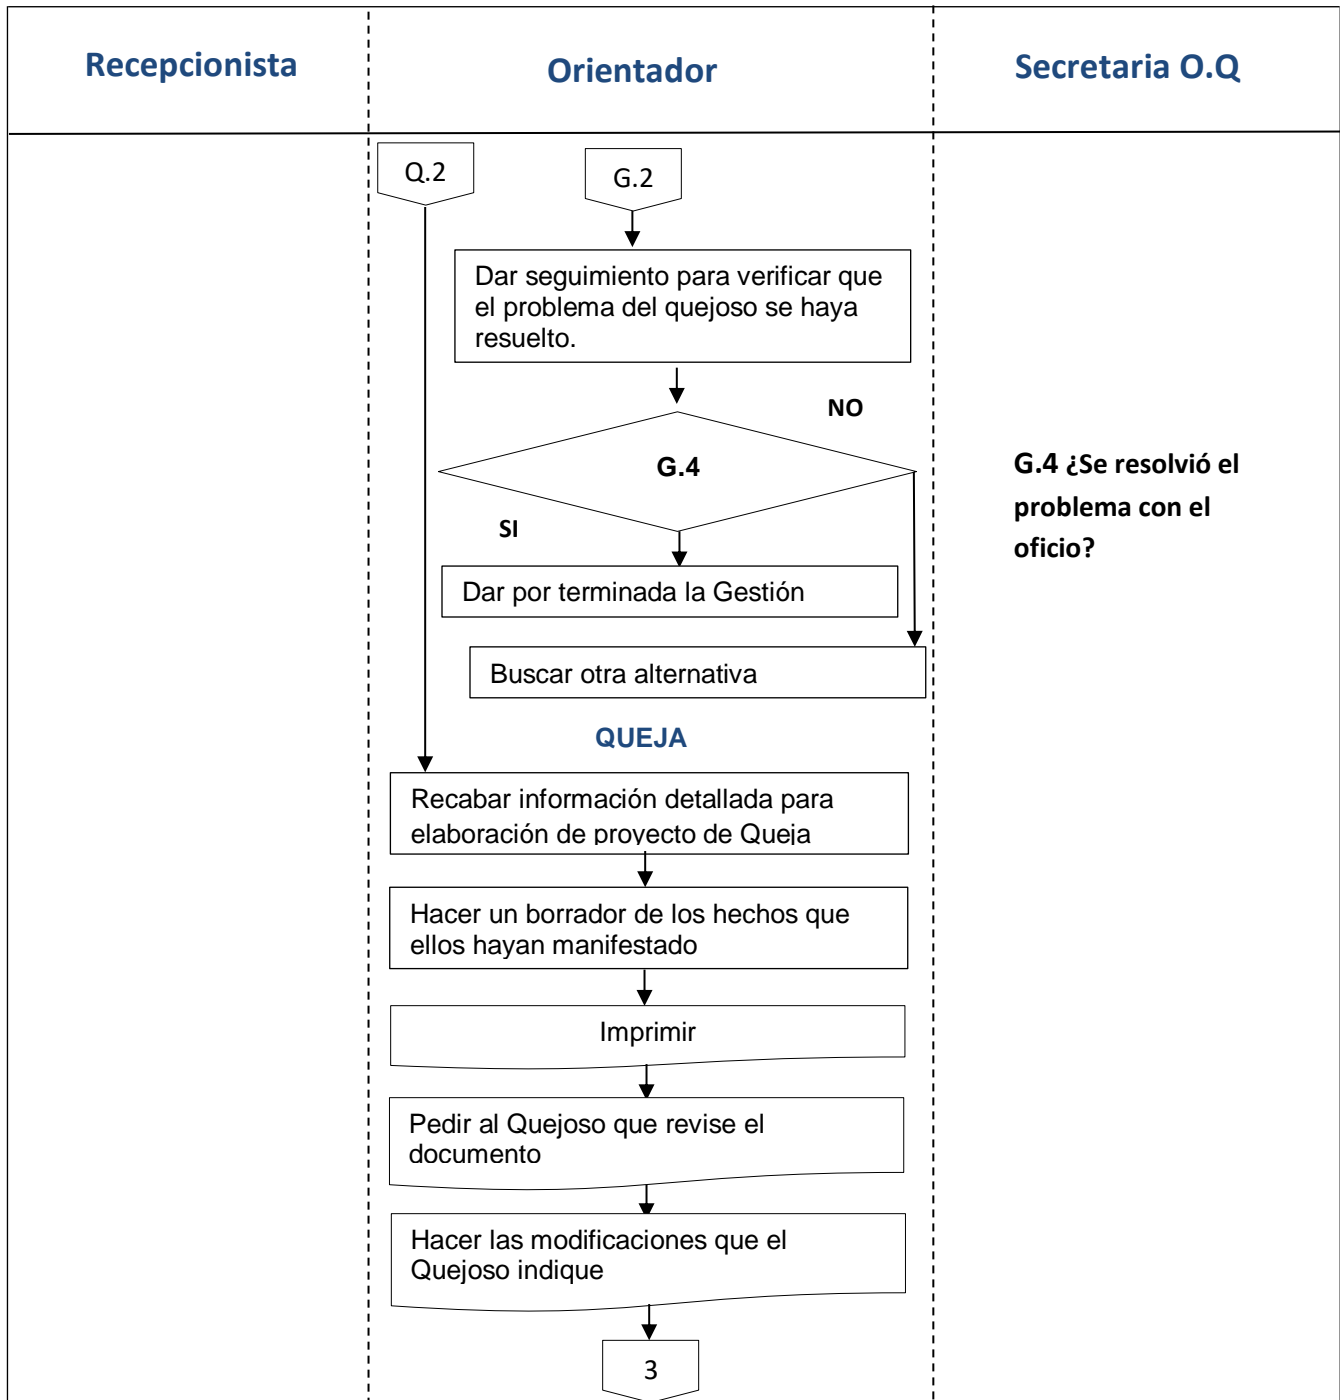 Recepcionista
Orientador
Secretaria O.Q
Q.2
G.2
Dar seguimiento para verificar que
el problema del quejoso se haya
resuelto.
NO
G.4
SI
G.4 ¿Se resolvió el
problema con el
oficio?
Dar por terminada la Gestión
Buscar otra alternativa
QUEJA
Recabar información detallada para
elaboración de proyecto de Queja
Hacer un borrador de los hechos que
ellos hayan manifestado
Imprimir
Pedir al Quejoso que revise el
documento
Hacer las modificaciones que el
Quejoso indique
3